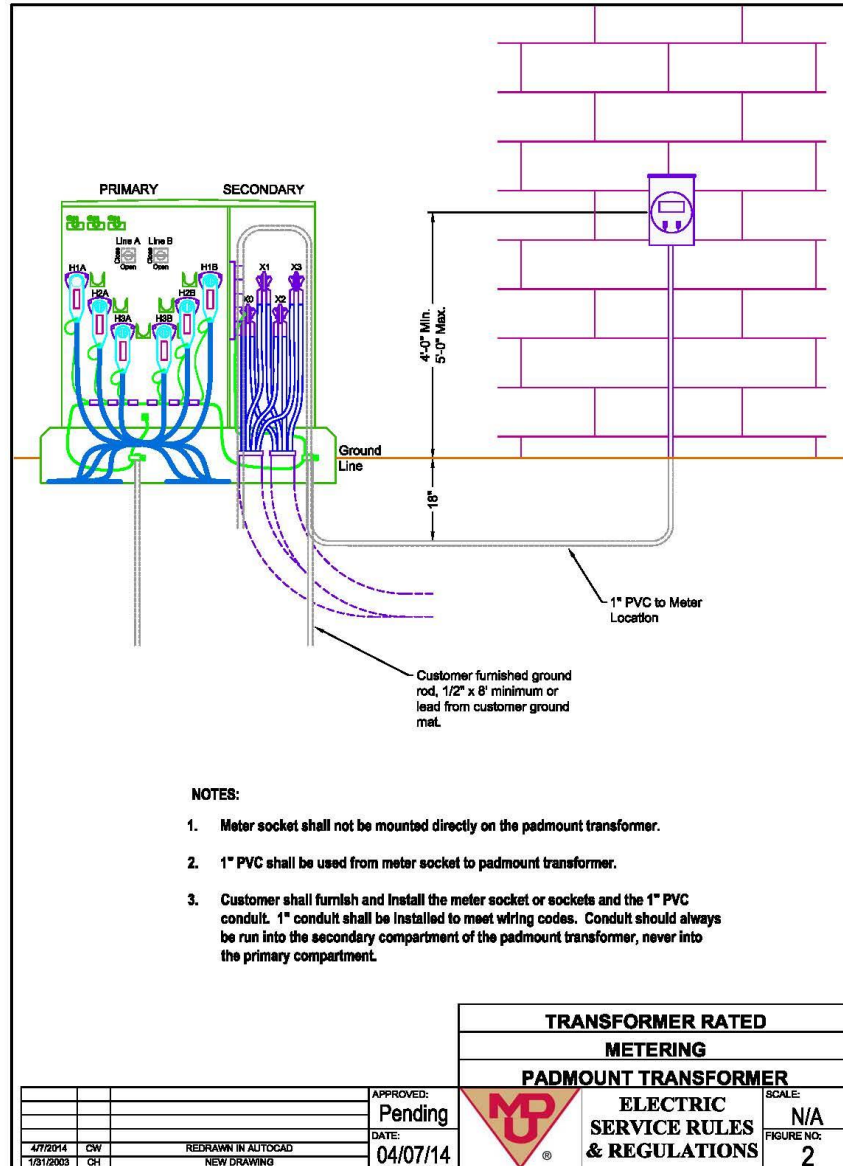 PRIMARY
SECONDARY
Line A
Line B
Close
Open
Close
Open
H1A
H2A
H3A
H3B
H2B
H1B
X0
X1
X2
X3
4'-0" Min.
5'-0" Max.
Ground
Line
18"
1" PVC to Meter
Location
Customer furnished ground
rod, 1/2" x 8' minimum or
lead from customer ground
mat.
NOTES:
1. Meter socket shall not be mounted directly on the padmount transformer.
2. 1" PVC shall be used from meter socket to padmount transformer.
3. Customer shall furnish and install the meter socket or sockets and the 1" PVC
conduit. 1" conduit shall be installed to meet wiring codes. Conduit should always
be run into the secondary compartment of the padmount transformer, never into
the primary compartment.
TRANSFORMER RATED
METERING
PADMOUNT TRANSFORMER
APPROVED:
Pending
DATE:
04/07/14
4/7/2014 CW REDRAWN IN AUTOCAD
1/31/2003 CH NEW DRAWING
MDU
®
ELECTRIC
SERVICE RULES
& REGULATIONS
SCALE:
N/A
FIGURE NO:
2